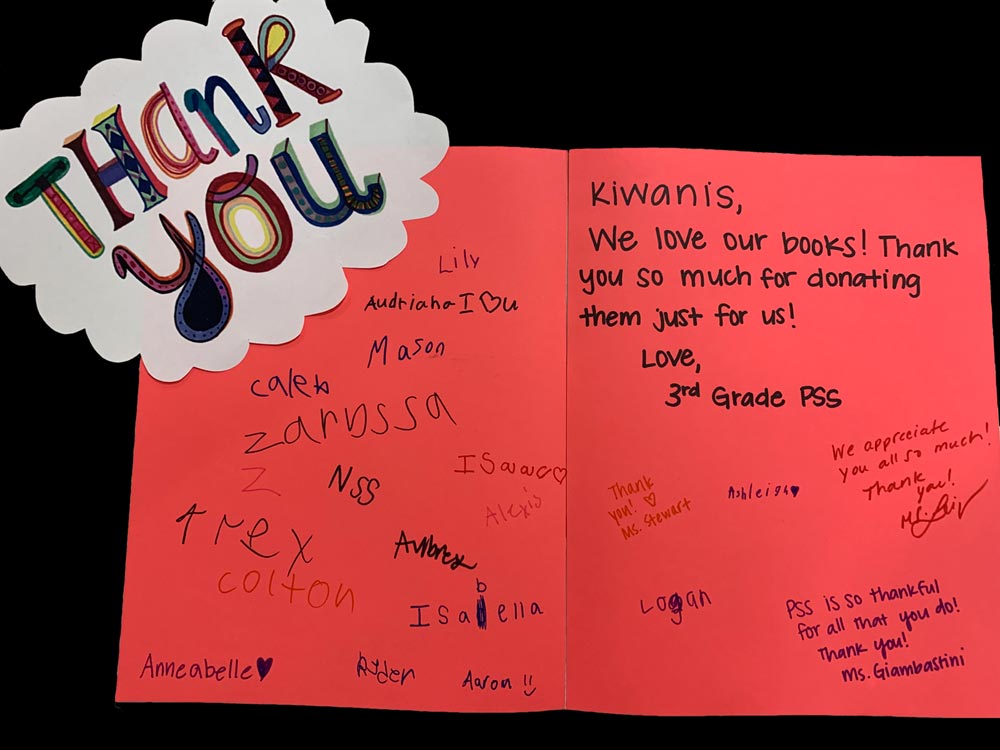 THanK
YOU
Lily
Audriana I ♡ u
Mason
caleb
zarossa
Z
NSS
ISaaac♡
Alexis
Trex
Aubrey
colton
ISabella
Anneabelle♥
Ayden
Aaron !!
Kiwanis,
We love our books! Thank
you so much for donating
them just for us!
Love,
3rd Grade PSS
We appreciate
you all so much!
Thank
you!
Thank
you! ♡
Ms. Stewart
Ashleigh♥
Logan
PSS is so thankful
for all that you do!
Thank you!
Ms. Giambastini